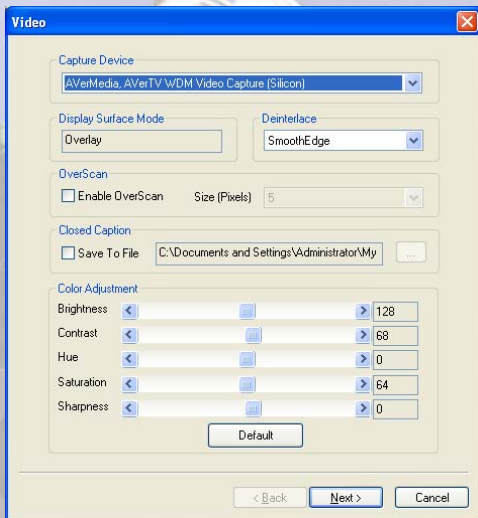 Video
Capture Device
AVerMedia, AVerTV WDM Video Capture (Silicon)
Display Surface Mode
Overlay
Deinterlace
SmoothEdge
OverScan
Enable OverScan
Size (Pixels)
5
Closed Caption
Save To File
C:\Documents and Settings\Administrator\My
...
Color Adjustment
Brightness 128
Contrast 68
Hue 0
Saturation 64
Sharpness 0
Default
< Back
Next >
Cancel